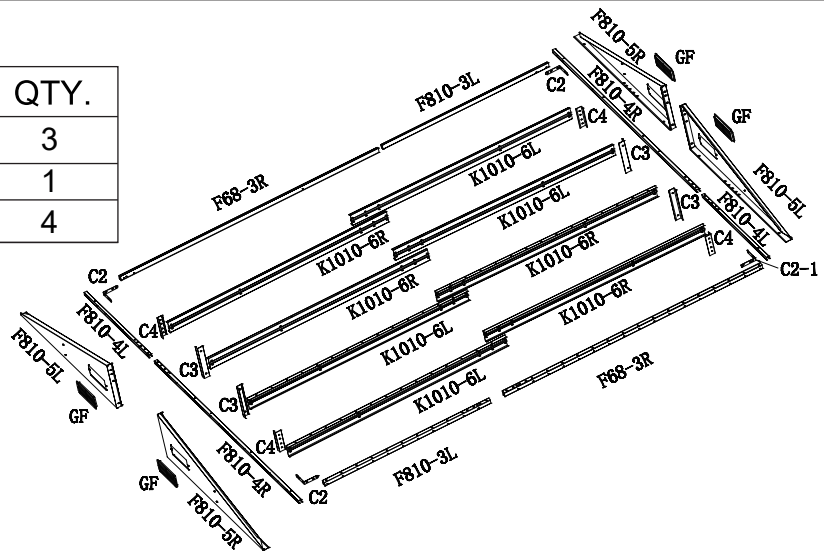 QTY.
3
1
4
F810-5R
GF
F810-3L
C2
F810-4R
GF
C4
K1010-6L
C3
F810-5L
F68-3R
K1010-6L
C3
F810-4L
K1010-6R
K1010-6R
C4
C2-1
C2
K1010-6R
K1010-6R
F810-4L
C4
K1010-6L
F68-3R
F810-5L
C3
K1010-6L
GF
C3
F810-3L
C4
F810-4R
GF
C2
F810-5R